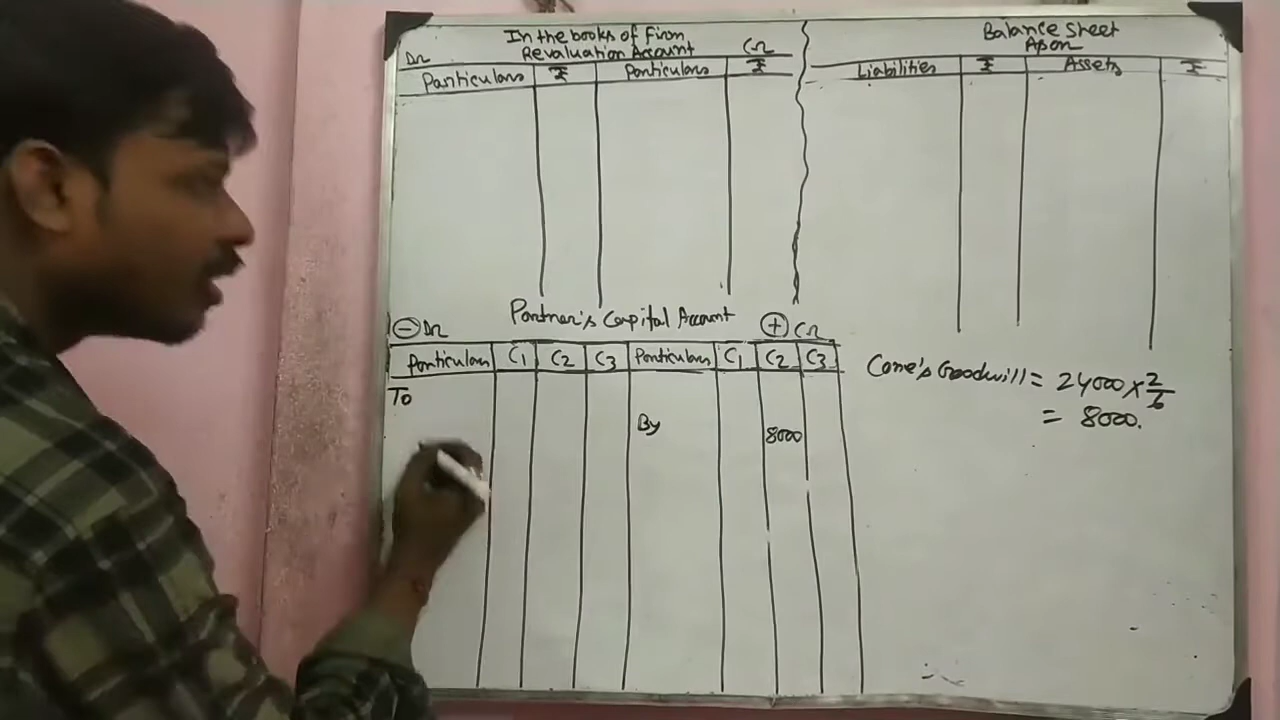 In the books of Firm
Revaluation Account
Dr Cr
Particulars ₹ Particulars ₹
Balance Sheet
As on
Liabilities ₹ Assets ₹
Partner's Capital Account
- Dr + Cr
Particulars C1 C2 C3 Particulars C1 C2 C3
To
By 8000
Come's Goodwill = 24000 × 2/6
= 8000.